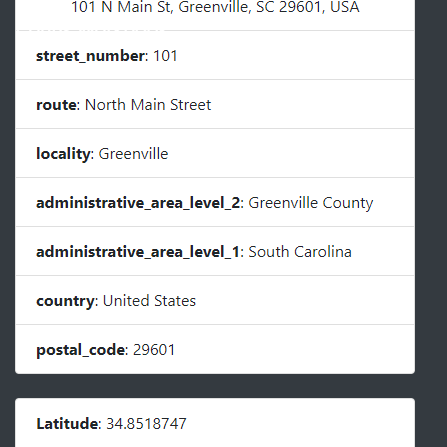 101 N Main St, Greenville, SC 29601, USA
street_number: 101
route: North Main Street
locality: Greenville
administrative_area_level_2: Greenville County
administrative_area_level_1: South Carolina
country: United States
postal_code: 29601
Latitude: 34.8518747